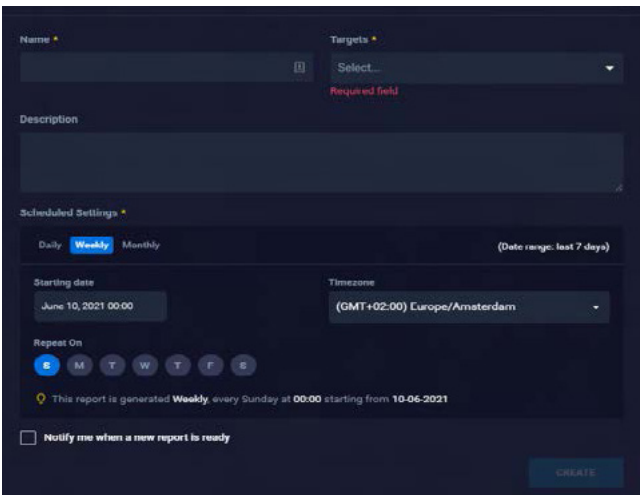 Name *
Targets *
Select...
Required field
Description
Scheduled Settings *
Daily Weekly Monthly
(Date range: last 7 days)
Starting date
Timezone
June 10, 2021 00:00
(GMT+02:00) Europe/Amsterdam
Repeat On
S M T W T F S
This report is generated Weekly, every Sunday at 00:00 starting from 10-06-2021
Notify me when a new report is ready
CREATE